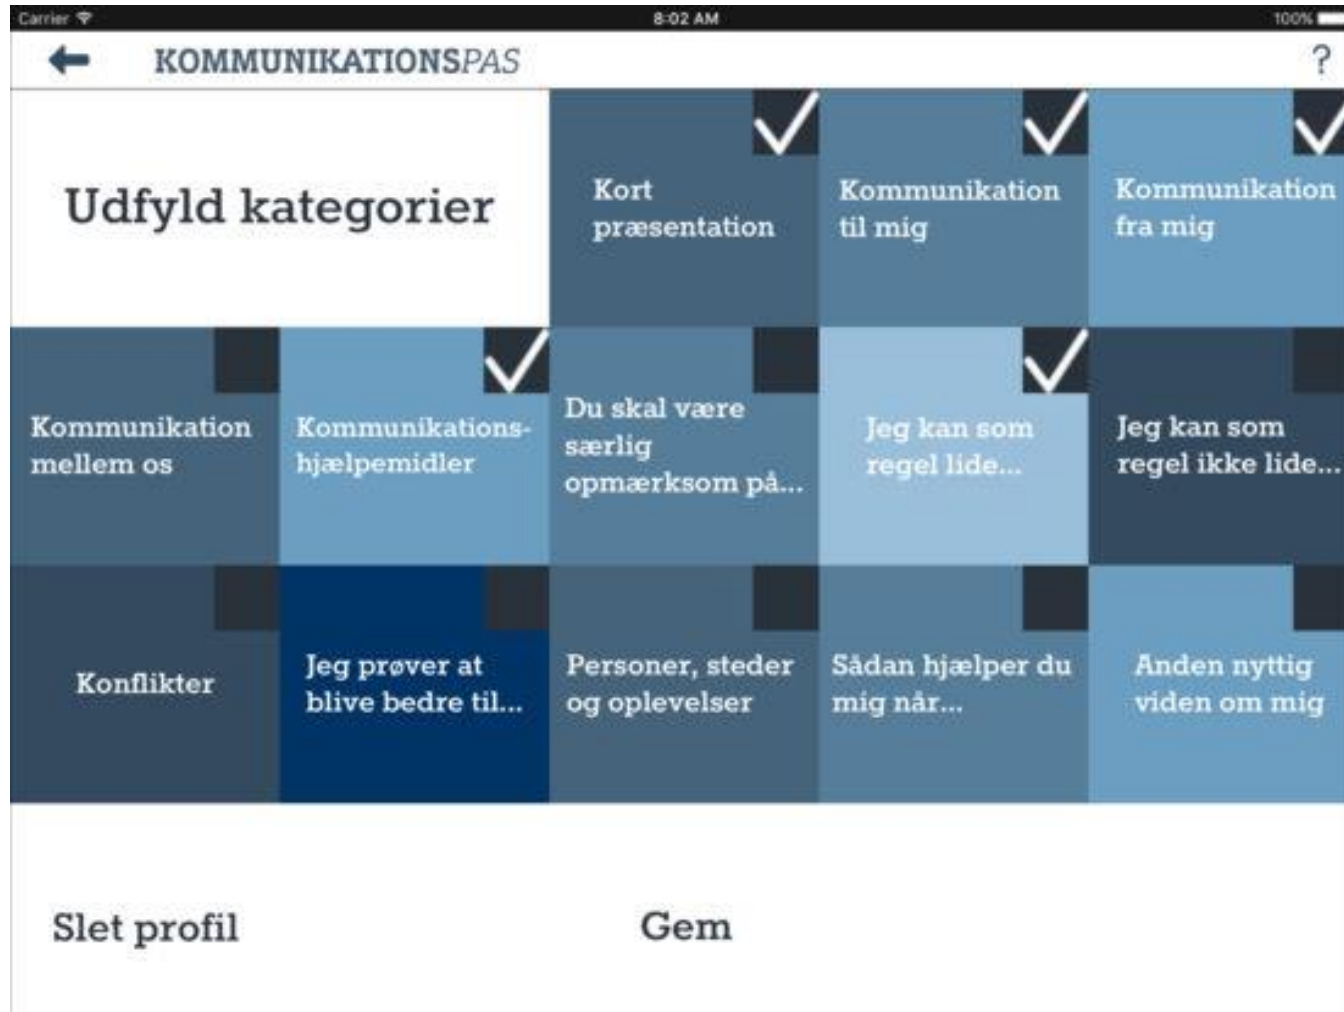 Carrier
8:02 AM
100%
KOMMUNIKATIONSPAS
?
Udfyld kategorier
Kort
præsentation
Kommunikation
til mig
Kommunikation
fra mig
Kommunikation
mellem os
Kommunikations-
hjælpemidler
Du skal være
særlig
opmærksom på...
Jeg kan som
regel lide...
Jeg kan som
regel ikke lide...
Konflikter
Jeg prøver at
blive bedre til...
Personer, steder
og oplevelser
Sådan hjælper du
mig når...
Anden nyttig
viden om mig
Slet profil
Gem